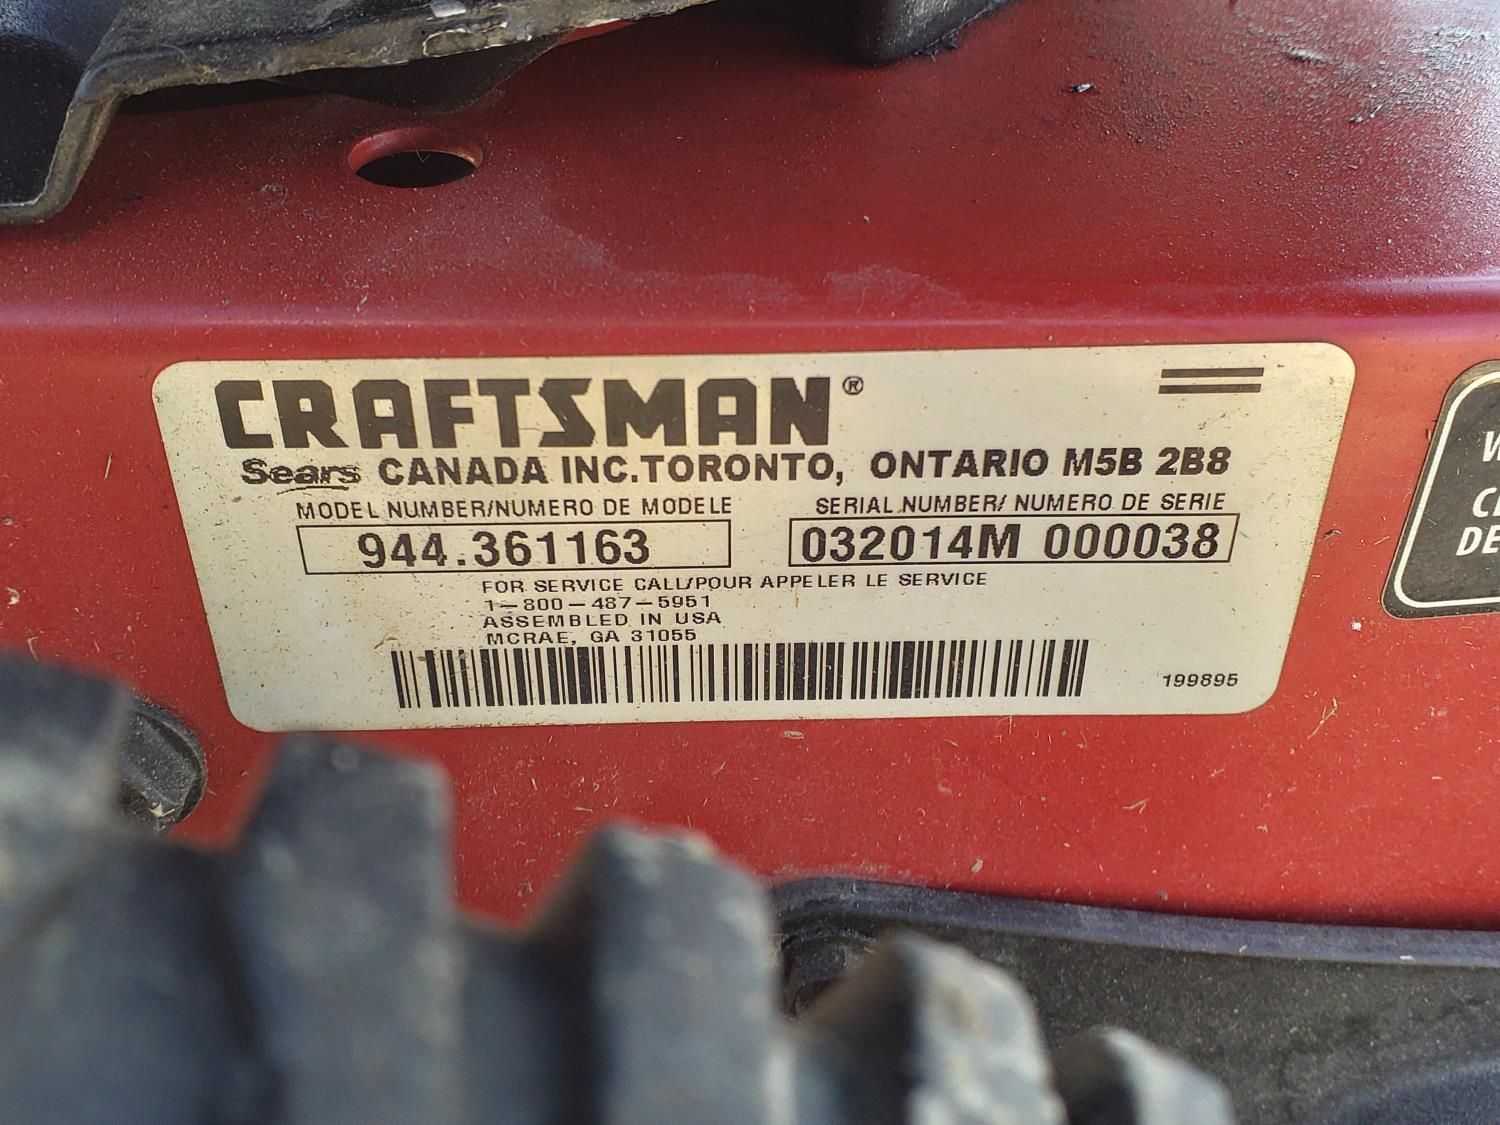 CRAFTSMAN®
Sears CANADA INC. TORONTO, ONTARIO M5B 2B8
MODEL NUMBER/NUMERO DE MODELE
SERIAL NUMBER/ NUMERO DE SERIE
944.361163
032014M 000038
FOR SERVICE CALL/POUR APPELER LE SERVICE
1-800-487-5951
ASSEMBLED IN USA
MCRAE, GA 31055
199895
DE